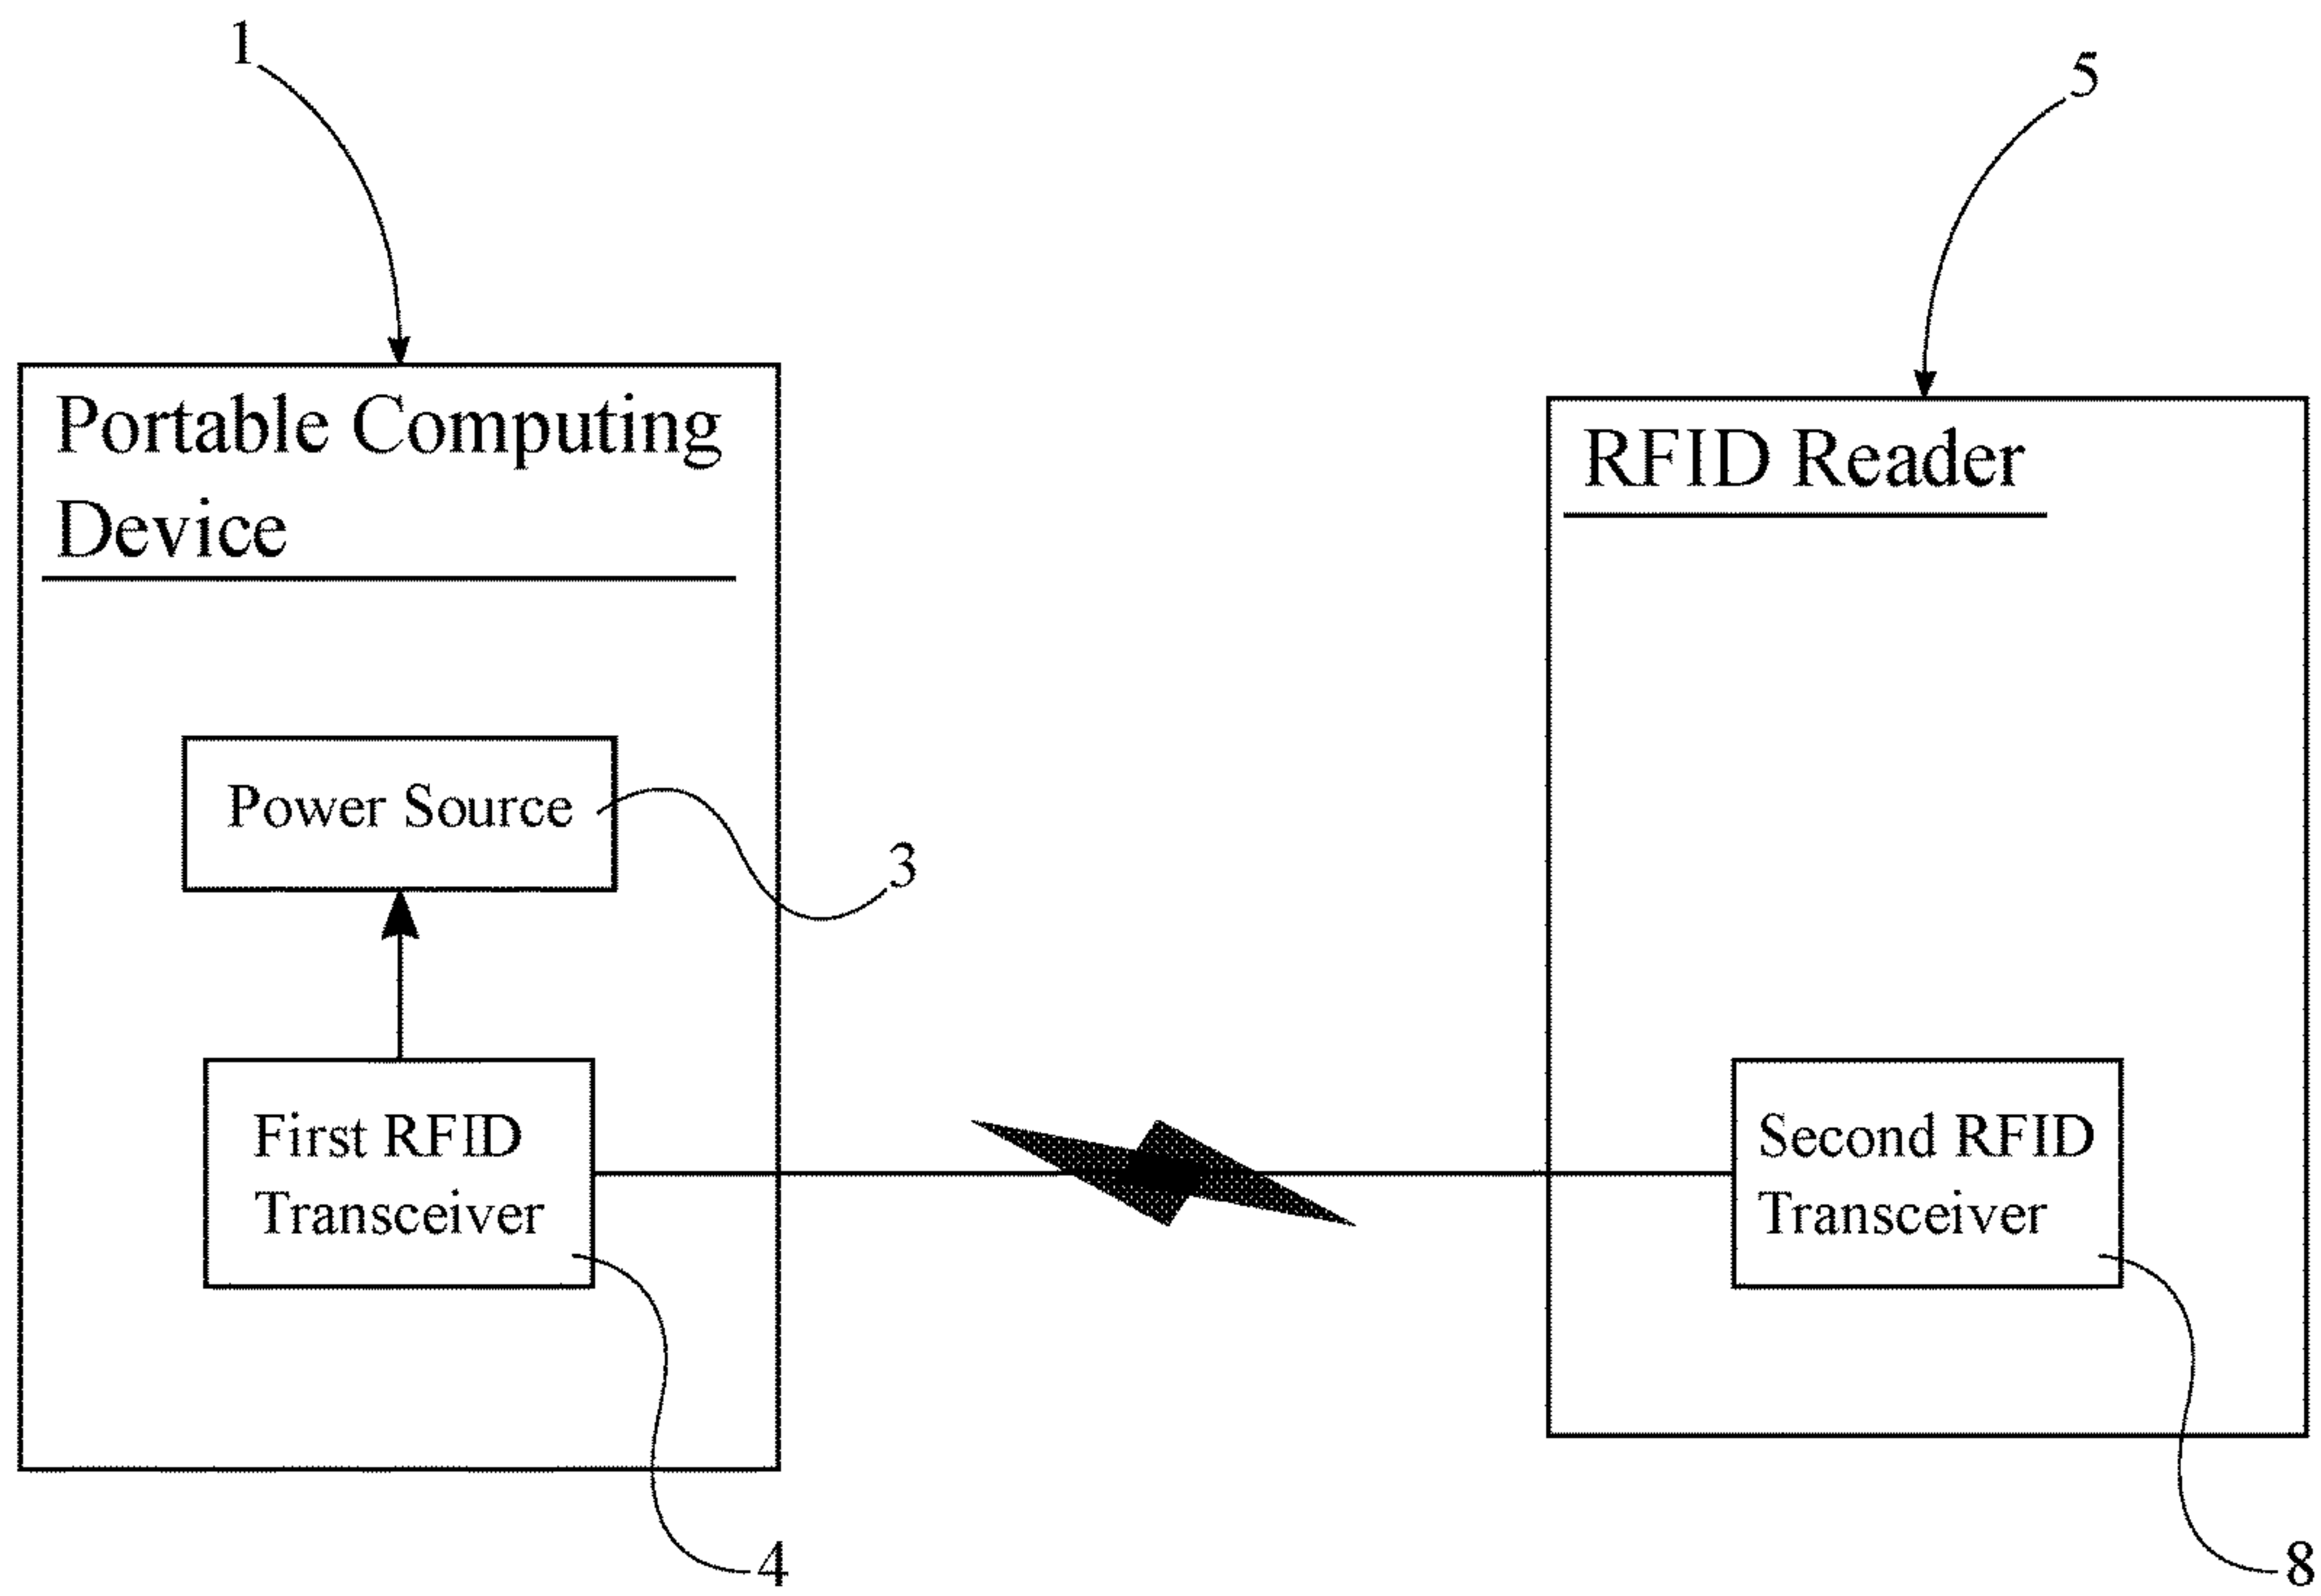 1
5
Portable Computing
Device
RFID Reader
Power Source
3
First RFID
Transceiver
Second RFID
Transceiver
4
8